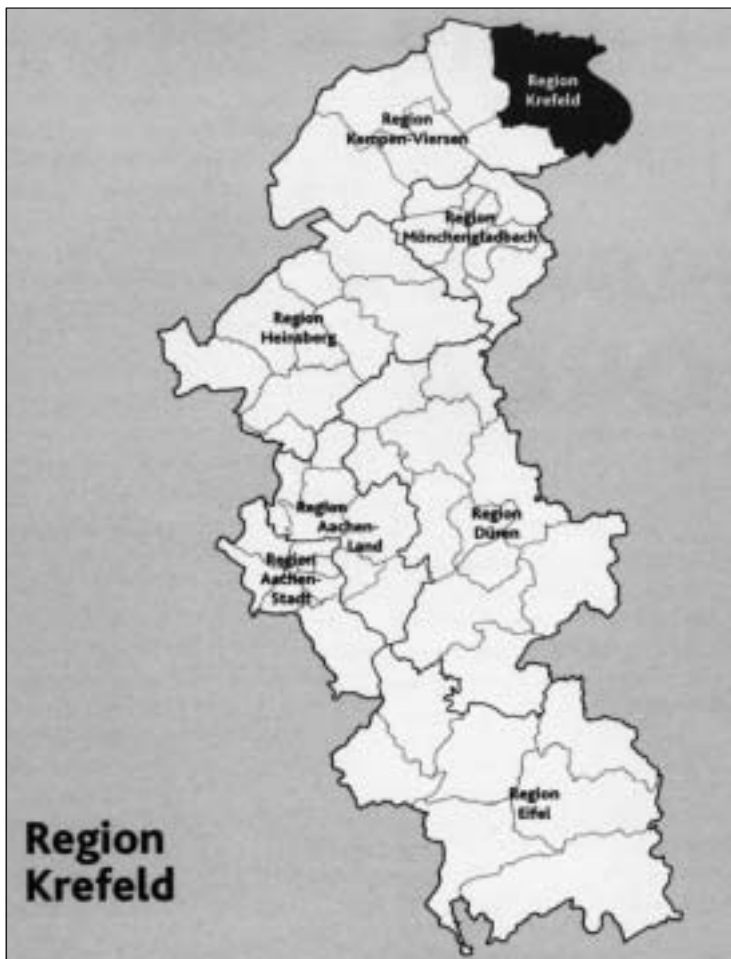 Region
Krefeld
Region
Kempen-Viersen
Region
Mönchengladbach
Region
Heinsberg
Region
Aachen-
Land
Region
Düren
Region
Aachen-
Stadt
Region
Eifel
Region
Krefeld